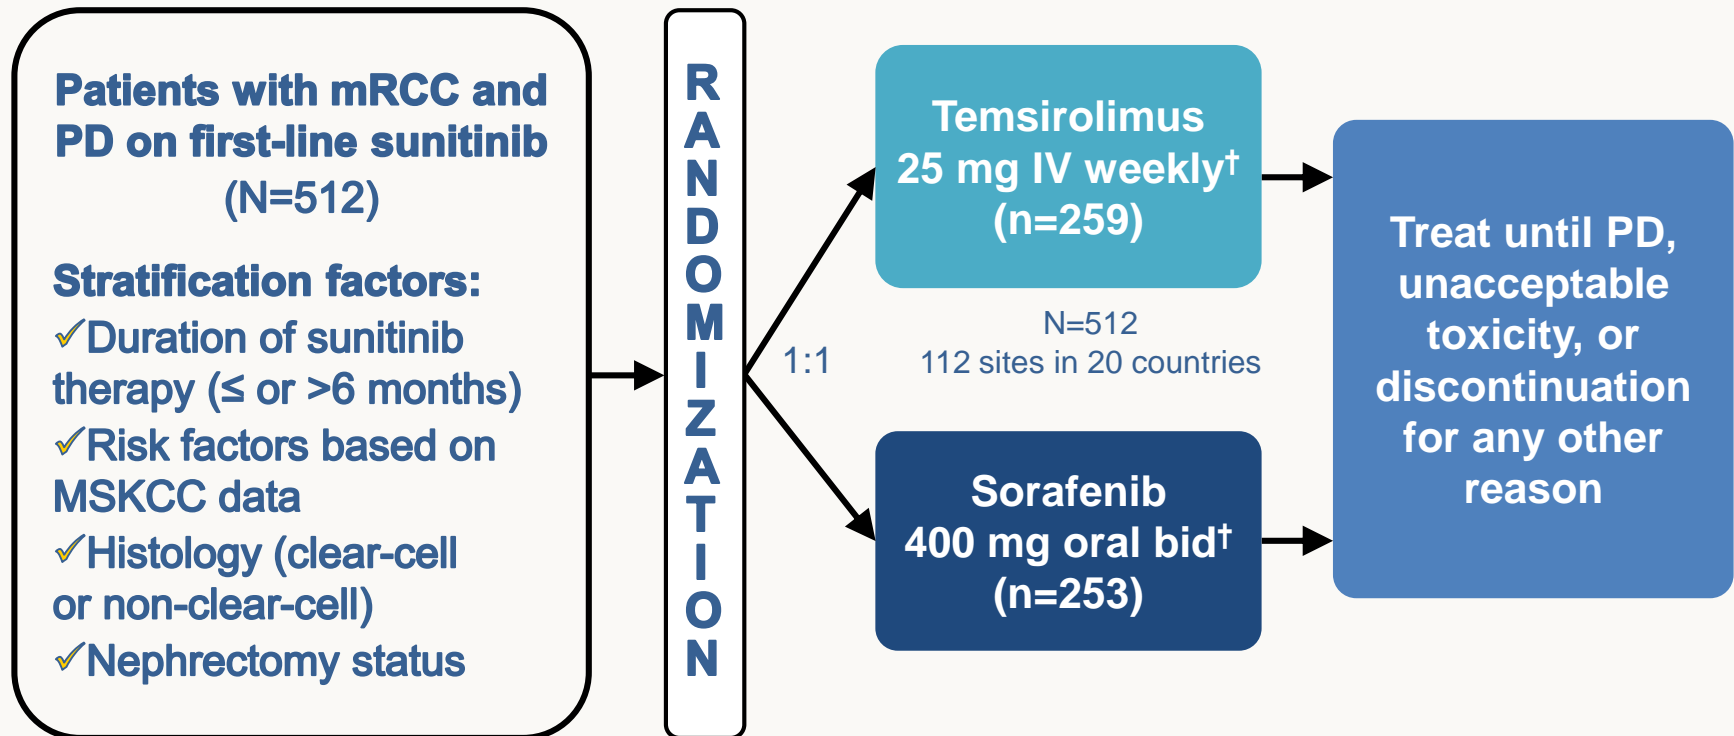 Patients with mRCC and
PD on first-line sunitinib
(N=512)
Stratification factors:
✓Duration of sunitinib
therapy (≤ or >6 months)
✓Risk factors based on
MSKCC data
✓Histology (clear-cell
or non-clear-cell)
✓Nephrectomy status
RANDOMIZATION
1:1
Temsirolimus
25 mg IV weekly†
(n=259)
N=512
112 sites in 20 countries
Sorafenib
400 mg oral bid†
(n=253)
Treat until PD,
unacceptable
toxicity, or
discontinuation
for any other
reason